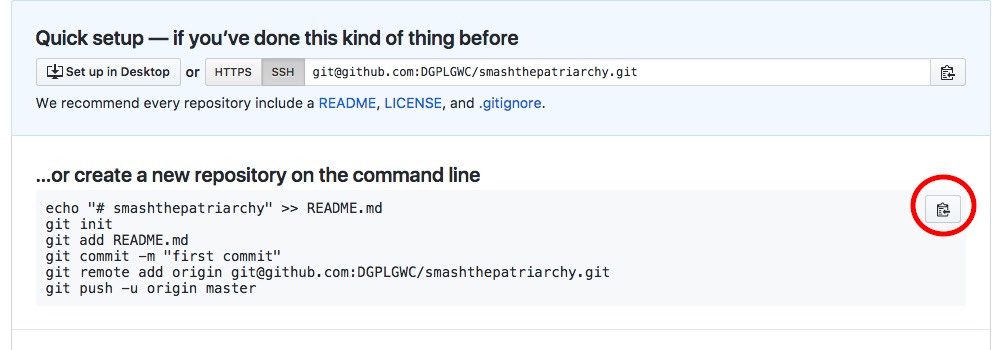 Quick setup — if you’ve done this kind of thing before
Set up in Desktop or HTTPS SSH git@github.com:DGPLGWC/smashthepatriarchy.git
We recommend every repository include a README, LICENSE, and .gitignore.
…or create a new repository on the command line
echo "# smashthepatriarchy" >> README.md
git init
git add README.md
git commit -m "first commit"
git remote add origin git@github.com:DGPLGWC/smashthepatriarchy.git
git push -u origin master